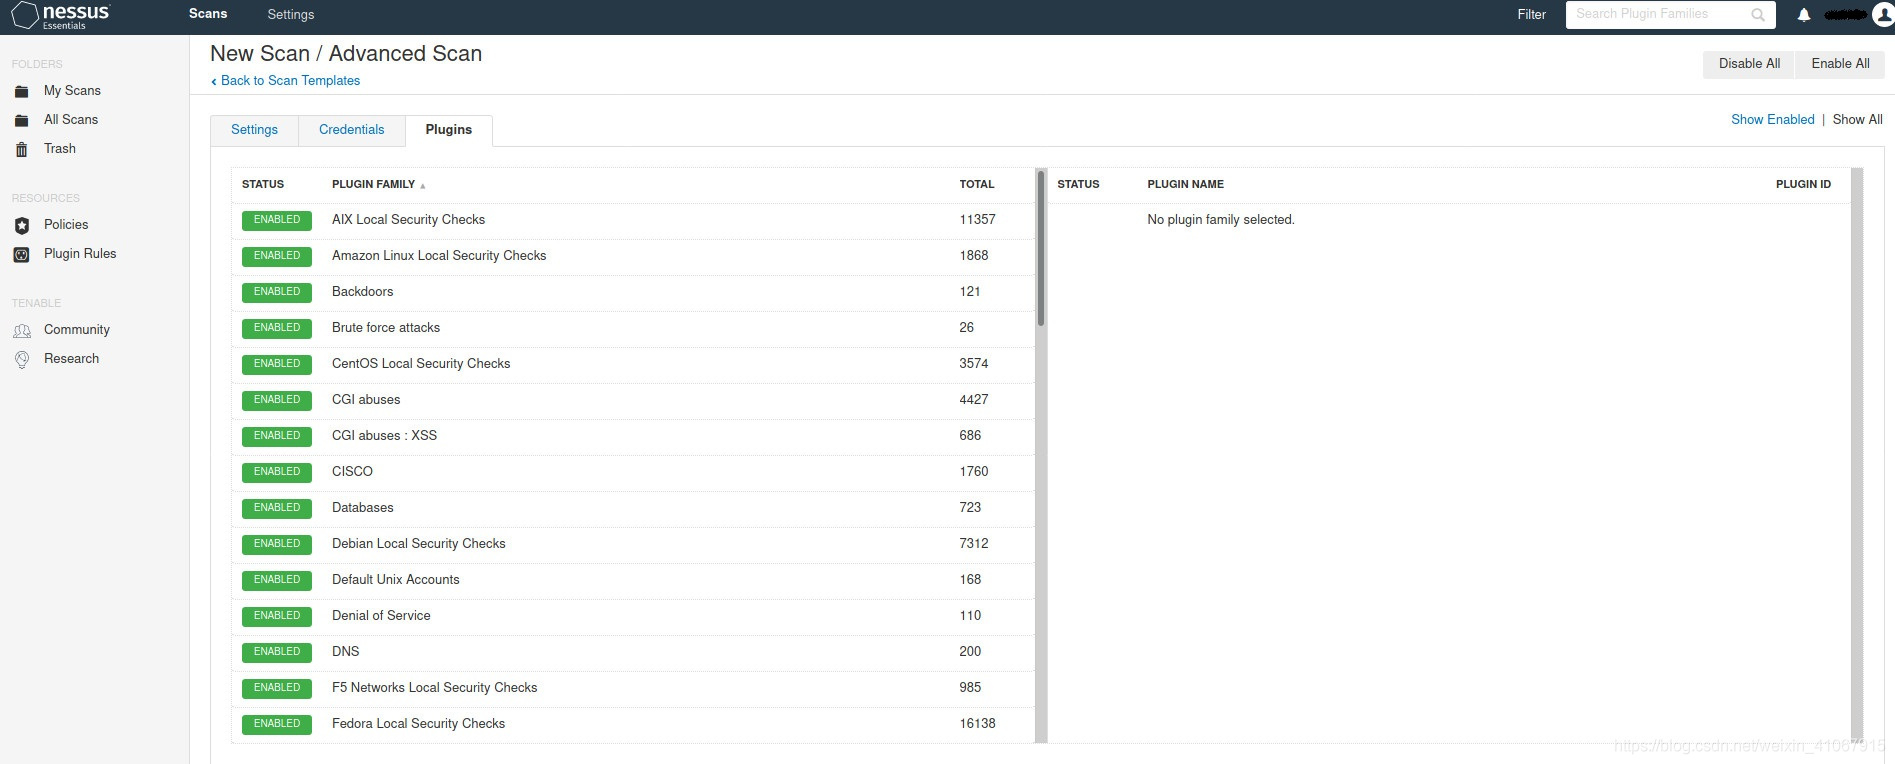 nessus
Essentials
Scans
Settings
Filter
Search Plugin Families
FOLDERS
My Scans
All Scans
Trash
RESOURCES
Policies
Plugin Rules
TENABLE
Community
Research
New Scan / Advanced Scan
‹ Back to Scan Templates
Disable All
Enable All
Settings
Credentials
Plugins
Show Enabled | Show All
STATUS PLUGIN FAMILY ▲ TOTAL
ENABLED AIX Local Security Checks 11357
ENABLED Amazon Linux Local Security Checks 1868
ENABLED Backdoors 121
ENABLED Brute force attacks 26
ENABLED CentOS Local Security Checks 3574
ENABLED CGI abuses 4427
ENABLED CGI abuses : XSS 686
ENABLED CISCO 1760
ENABLED Databases 723
ENABLED Debian Local Security Checks 7312
ENABLED Default Unix Accounts 168
ENABLED Denial of Service 110
ENABLED DNS 200
ENABLED F5 Networks Local Security Checks 985
ENABLED Fedora Local Security Checks 16138
STATUS PLUGIN NAME PLUGIN ID
No plugin family selected.
https://blog.csdn.net/weixin_41067915